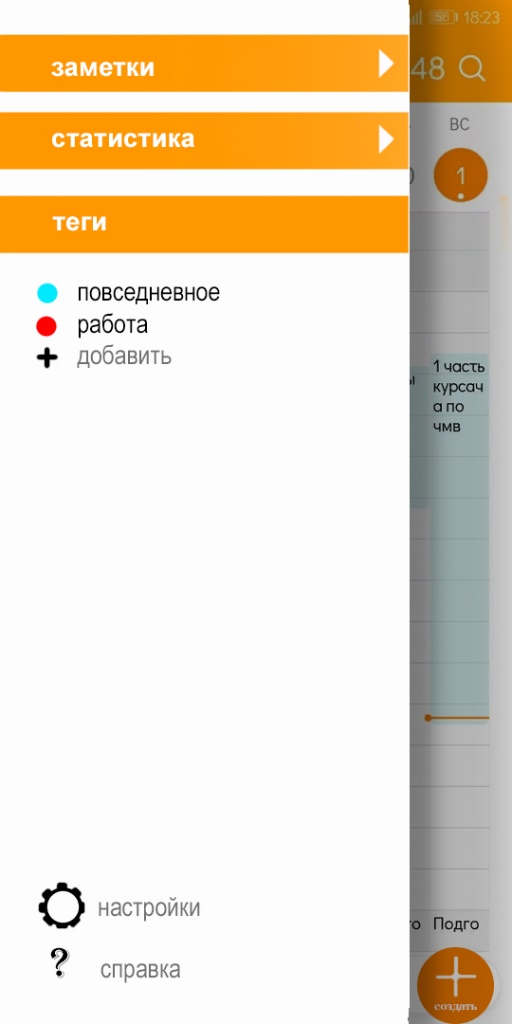 58 18:23
заметки
48
вс
статистика
1
теги
повседневное
работа
добавить
1 часть
курсач
а по
чмв
настройки
Подго
справка
создать